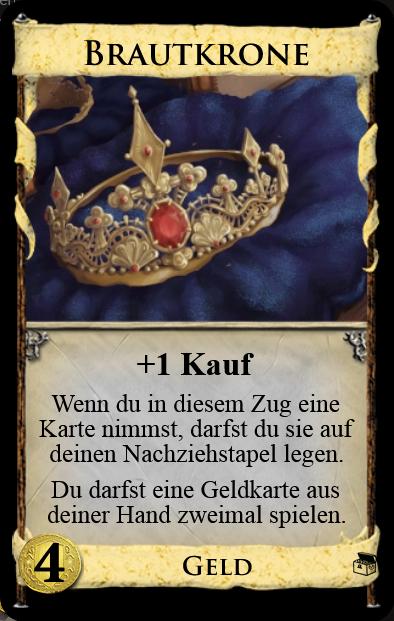 BRAUTKRONE
+1 Kauf
Wenn du in diesem Zug eine
Karte nimmst, darfst du sie auf
deinen Nachziehstapel legen.
Du darfst eine Geldkarte aus
deiner Hand zweimal spielen.
4
GELD